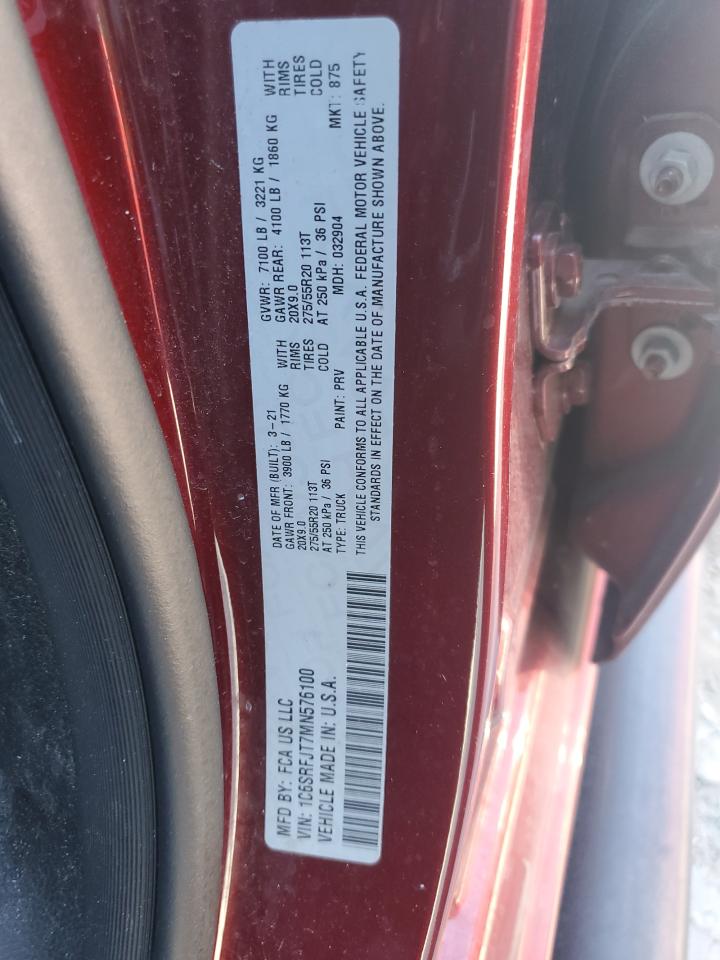 MFD BY: FCA US LLC
VIN: 1C6SRFJT7MN576100
VEHICLE MADE IN: U.S.A.
DATE OF MFR (BUILT): 3-21
GAWR FRONT: 3900 LB / 1770 KG WITH
20X9.0 RIMS
275/55R20 113T TIRES
AT 250 kPa / 36 PSI COLD
TYPE: TRUCK PAINT: PRV
GVWR: 7100 LB / 3221 KG
GAWR REAR: 4100 LB / 1860 KG WITH
20X9.0 RIMS
275/55R20 113T TIRES
AT 250 kPa / 36 PSI COLD
MDH: 032904 MKT: 875
THIS VEHICLE CONFORMS TO ALL APPLICABLE U.S.A. FEDERAL MOTOR VEHICLE SAFETY
STANDARDS IN EFFECT ON THE DATE OF MANUFACTURE SHOWN ABOVE.